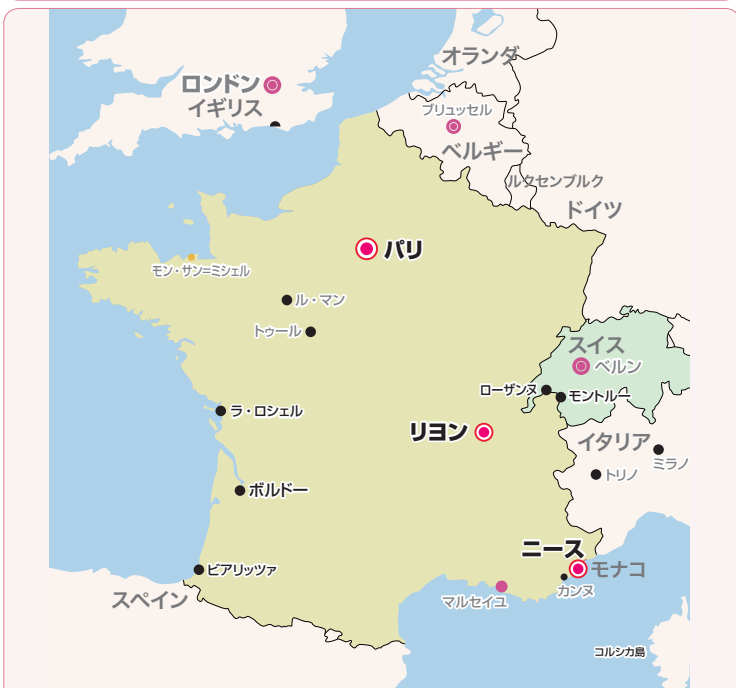 オランダ
ロンドン
イギリス
ブリュッセル
ベルギー
ルクセンブルク
ドイツ
パリ
モン・サン=ミシェル
ル・マン
トゥール
スイス
ベルン
ローザンヌ
モントルー
ラ・ロシェル
リヨン
イタリア
ミラノ
トリノ
ボルドー
ニース
ビアリッツァ
モナコ
カンヌ
スペイン
マルセイユ
コルシカ島